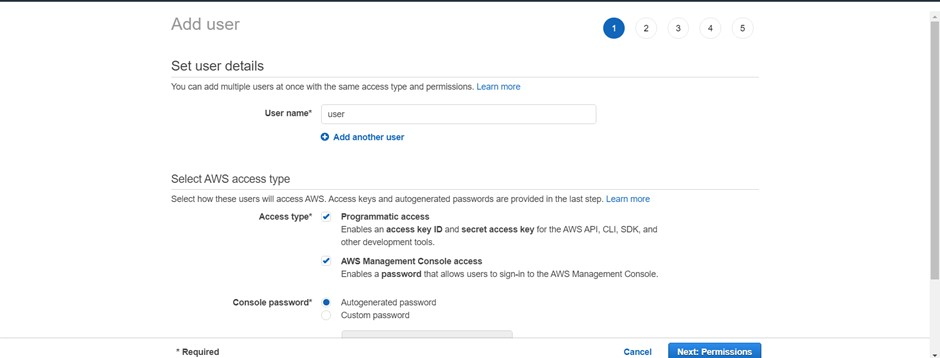 Add user
1 2 3 4 5
Set user details
You can add multiple users at once with the same access type and permissions. Learn more
User name* user
Add another user
Select AWS access type
Select how these users will access AWS. Access keys and autogenerated passwords are provided in the last step. Learn more
Access type* Programmatic access
Enables an access key ID and secret access key for the AWS API, CLI, SDK, and
other development tools.
AWS Management Console access
Enables a password that allows users to sign-in to the AWS Management Console.
Console password* Autogenerated password
Custom password
* Required Cancel Next: Permissions